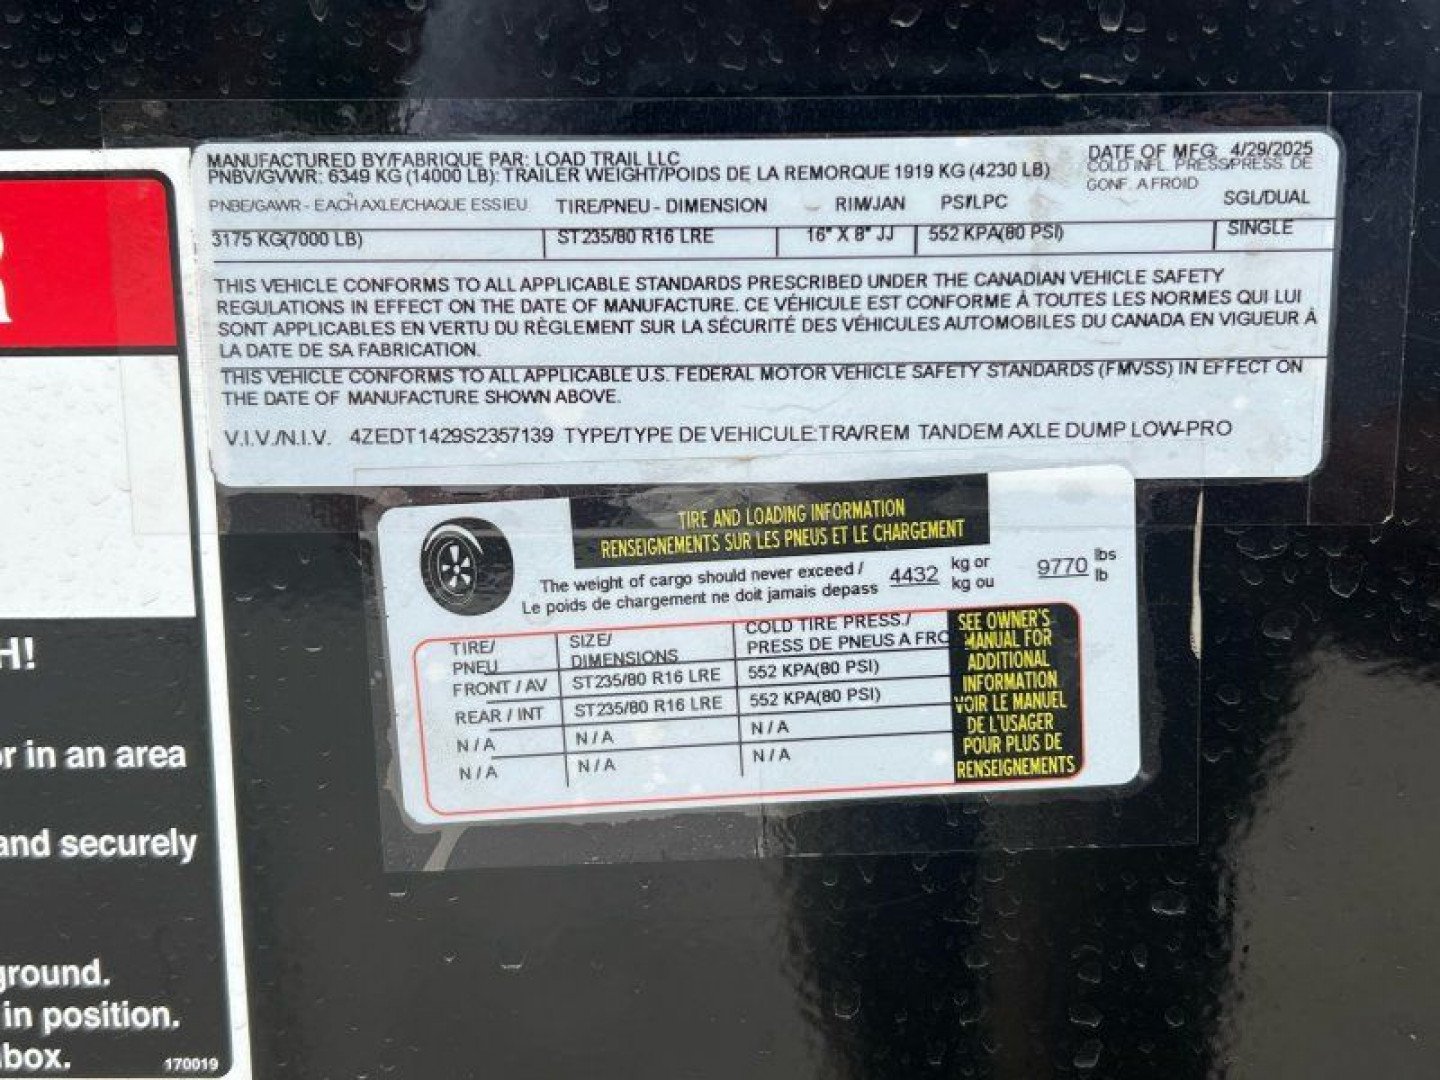 MANUFACTURED BY/FABRIQUE PAR: LOAD TRAIL LLC
DATE OF MFG: 4/29/2025
PNBV/GVWR: 6349 KG (14000 LB): TRAILER WEIGHT/POIDS DE LA REMORQUE 1919 KG (4230 LB)
COLD INFL. PRESS/PRESS. DE
GONF. A FROID
PNBE/GAWR - EACH AXLE/CHAQUE ESSIEU TIRE/PNEU - DIMENSION RIM/JAN PSI/LPC SGL/DUAL
3175 KG(7000 LB) ST235/80 R16 LRE 16" X 8" JJ 552 KPA(80 PSI) SINGLE
THIS VEHICLE CONFORMS TO ALL APPLICABLE STANDARDS PRESCRIBED UNDER THE CANADIAN VEHICLE SAFETY
REGULATIONS IN EFFECT ON THE DATE OF MANUFACTURE. CE VÉHICULE EST CONFORME À TOUTES LES NORMES QUI LUI
SONT APPLICABLES EN VERTU DU RÈGLEMENT SUR LA SÉCURITÉ DES VÉHICULES AUTOMOBILES DU CANADA EN VIGUEUR À
LA DATE DE SA FABRICATION.
THIS VEHICLE CONFORMS TO ALL APPLICABLE U.S. FEDERAL MOTOR VEHICLE SAFETY STANDARDS (FMVSS) IN EFFECT ON
THE DATE OF MANUFACTURE SHOWN ABOVE.
V.I.V./N.I.V. 4ZEDT1429S2357139 TYPE/TYPE DE VEHICULE:TRA/REM TANDEM AXLE DUMP LOW-PRO
TIRE AND LOADING INFORMATION
RENSEIGNEMENTS SUR LES PNEUS ET LE CHARGEMENT
The weight of cargo should never exceed / 4432 kg or 9770 lbs
Le poids de chargement ne doit jamais depass kg ou lb
TIRE/ SIZE/ COLD TIRE PRESS./
PNEU DIMENSIONS PRESS DE PNEUS A FRO
FRONT / AV ST235/80 R16 LRE 552 KPA(80 PSI)
REAR / INT ST235/80 R16 LRE 552 KPA(80 PSI)
N / A N / A N / A
N / A N / A N / A
SEE OWNER'S
MANUAL FOR
ADDITIONAL
INFORMATION
VOIR LE MANUEL
DE L'USAGER
POUR PLUS DE
RENSEIGNEMENTS
R
H!
or in an area
and securely
ground.
in position.
box.
170019